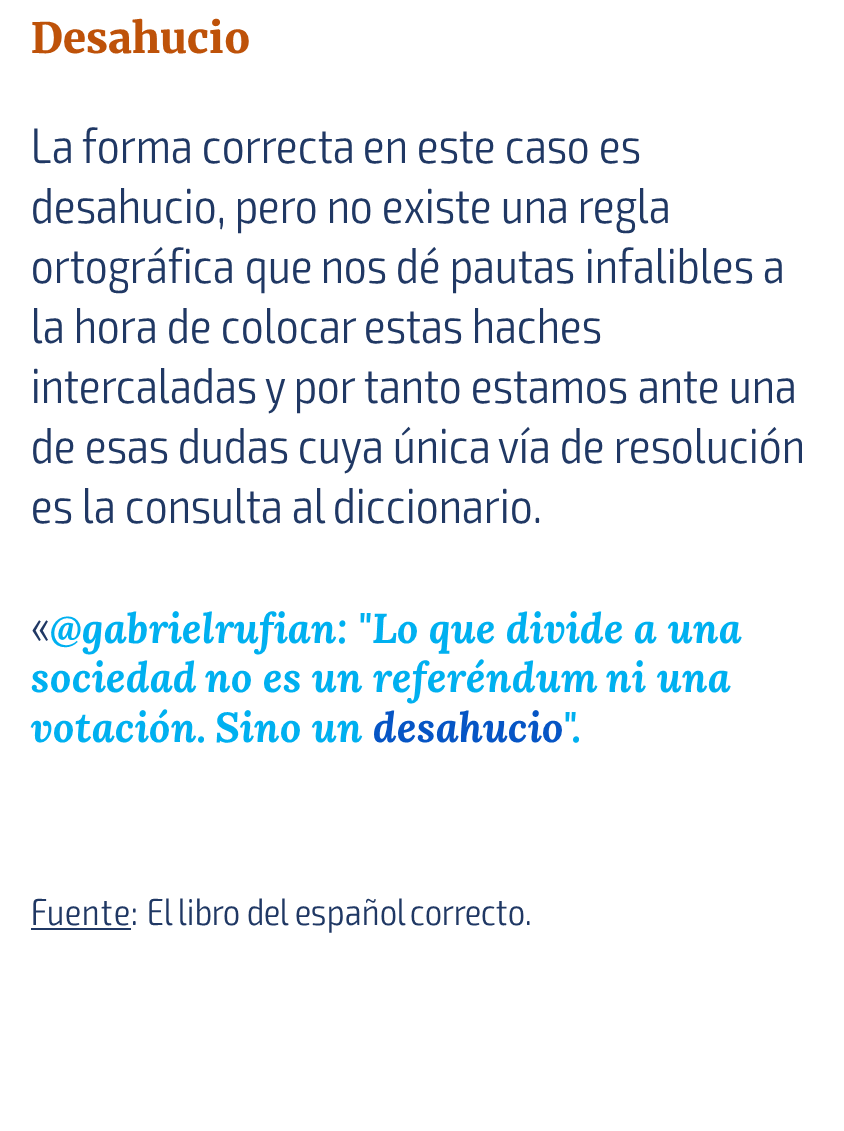 Desahucio
La forma correcta en este caso es
desahucio, pero no existe una regla
ortográfica que nos dé pautas infalibles a
la hora de colocar estas haches
intercaladas y por tanto estamos ante una
de esas dudas cuya única vía de resolución
es la consulta al diccionario.
«@gabrielrufian: "Lo que divide a una
sociedad no es un referéndum ni una
votación. Sino un desahucio".
Fuente: El libro del español correcto.